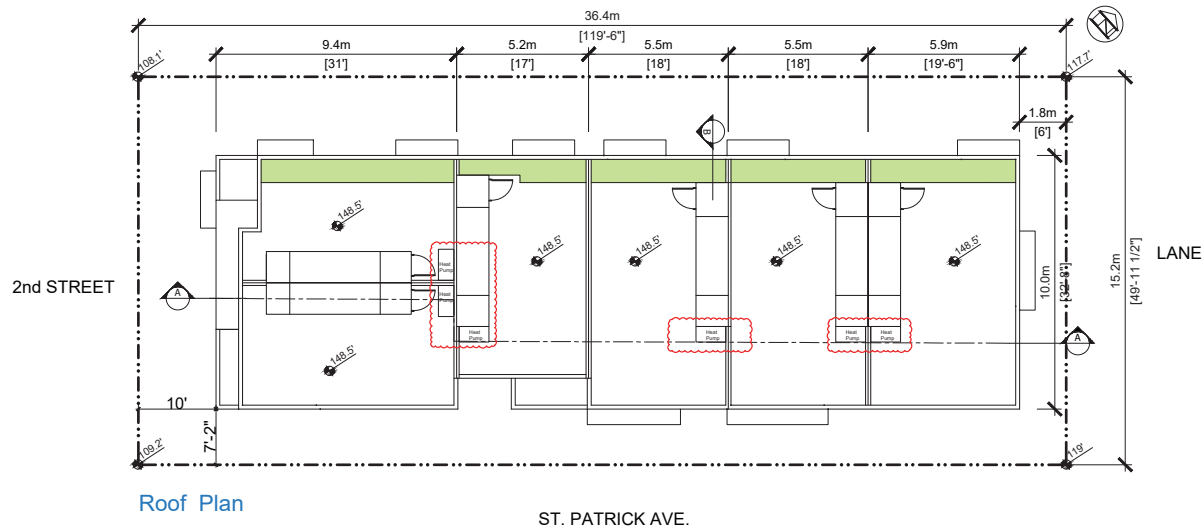 36.4m
[119'-6"]
9.4m
[31']
5.2m
[17']
5.5m
[18']
5.5m
[18']
5.9m
[19'-6"]
108.1'
117.7'
1.8m
[6']
B
148.5'
148.5'
148.5'
148.5'
148.5'
LANE
2nd STREET
Heat
Pump
Heat
Pump
A
10.0m
[32'-8"]
15.2m
[49'-11 1/2"]
Heat
Pump
Heat
Pump
Heat
Pump
Heat
Pump
A
148.5'
10'
7'-2"
109.2'
119'
Roof Plan
ST. PATRICK AVE.